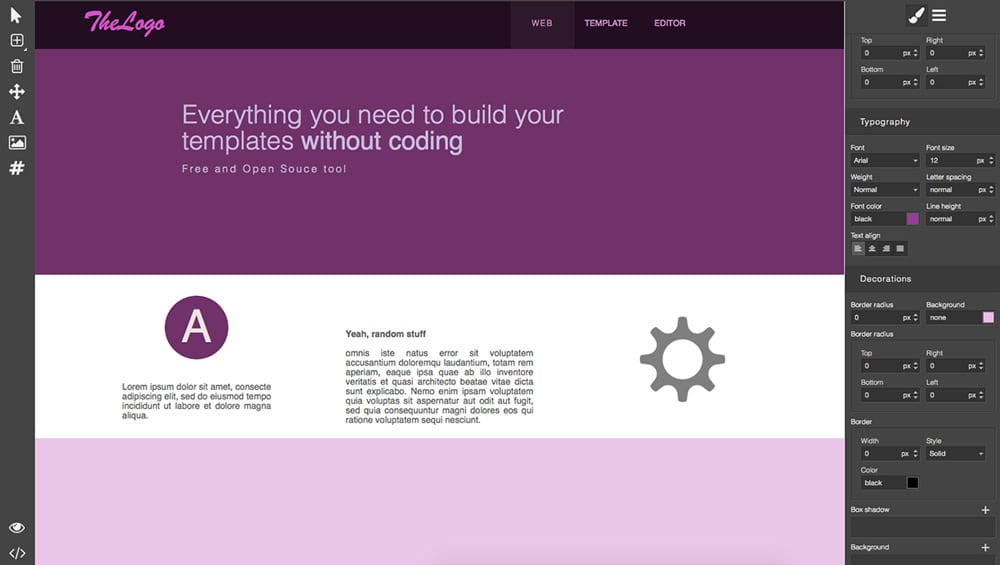 TheLogo
WEB
TEMPLATE
EDITOR
Everything you need to build your
templates without coding
Free and Open Souce tool
A
Lorem ipsum dolor sit amet, consecte
adipiscing elit, sed do eiusmod tempo
incididunt ut labore et dolore magna
aliqua.
Yeah, random stuff
omnis iste natus error sit voluptatem
accusantium doloremqu laudantium, totam rem
aperiam, eaque ipsa quae ab illo inventore
veritatis et quasi architecto beatae vitae dicta
sunt explicabo. Nemo enim ipsam voluptatem
quia voluptas sit aspernatur aut odit aut fugit,
sed quia consequuntur magni dolores eos qui
ratione voluptatem sequi nesciunt.
A
#
</>
Top Right
0 px 0 px
Bottom Left
0 px 0 px
Typography
Font Font size
Arial 12 px
Weight Letter spacing
Normal normal px
Font color Line height
black normal px
Text align
Decorations
Border radius Background
0 px none
Border radius
Top Right
0 px 0 px
Bottom Left
0 px 0 px
Border
Width Style
0 px Solid
Color
black
Box shadow +
Background +